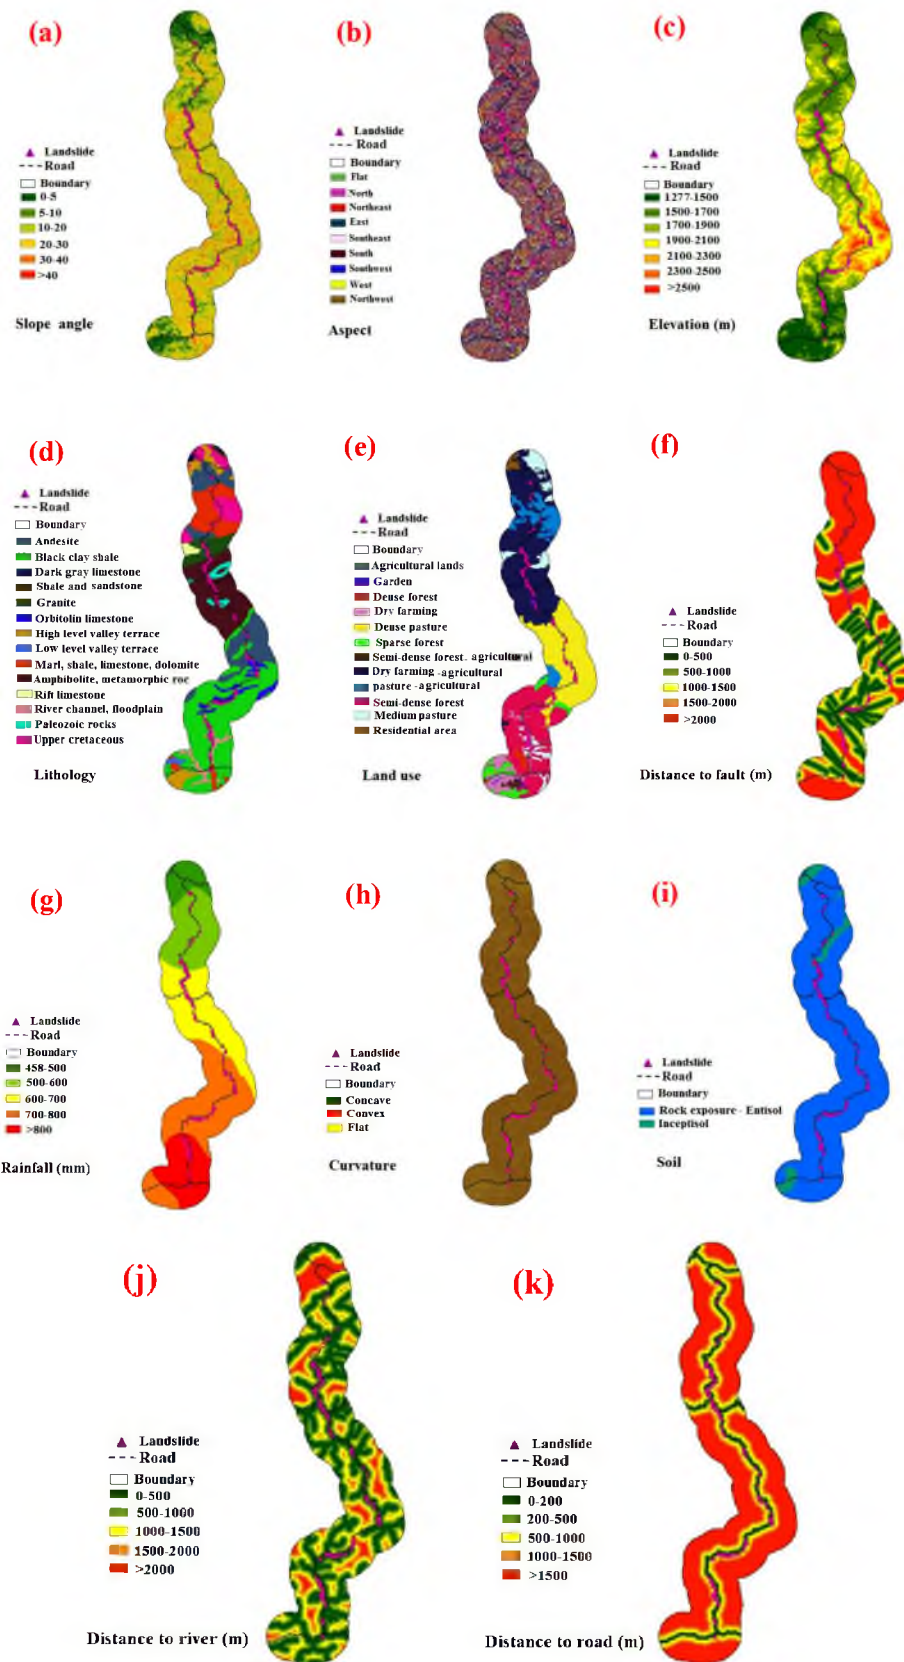 (a)
Landslide
Road
Boundary
0-5
5-10
10-20
20-30
30-40
>40
Slope angle
(b)
Landslide
Road
Boundary
Flat
North
Northeast
East
Southeast
South
Southwest
West
Northwest
Aspect
(c)
Landslide
Road
Boundary
1277-1500
1500-1700
1700-1900
1900-2100
2100-2300
2300-2500
>2500
Elevation (m)
(d)
Landslide
Road
Boundary
Andesite
Black clay shale
Dark gray limestone
Shale and sandstone
Granite
Orbitolin limestone
High level valley terrace
Low level valley terrace
Marl, shale, limestone, dolomite
Amphibolite, metamorphic roc
Rift limestone
River channel, floodplain
Paleozoic rocks
Upper cretaceous
Lithology
(e)
Landslide
Road
Boundary
Agricultural lands
Garden
Dense forest
Dry farming
Dense pasture
Sparse forest
Semi-dense forest- agricultural
Dry farming -agricultural
pasture -agricultural
Semi-dense forest
Medium pasture
Residential area
Land use
(f)
Landslide
Road
Boundary
0-500
500-1000
1000-1500
1500-2000
>2000
Distance to fault (m)
(g)
Landslide
Road
Boundary
458-500
500-600
600-700
700-800
>800
Rainfall (mm)
(h)
Landslide
Road
Boundary
Concave
Convex
Flat
Curvature
(i)
Landslide
Road
Boundary
Rock exposure - Entisol
Inceptisol
Soil
(j)
Landslide
Road
Boundary
0-500
500-1000
1000-1500
1500-2000
>2000
Distance to river (m)
(k)
Landslide
Road
Boundary
0-200
200-500
500-1000
1000-1500
>1500
Distance to road (m)